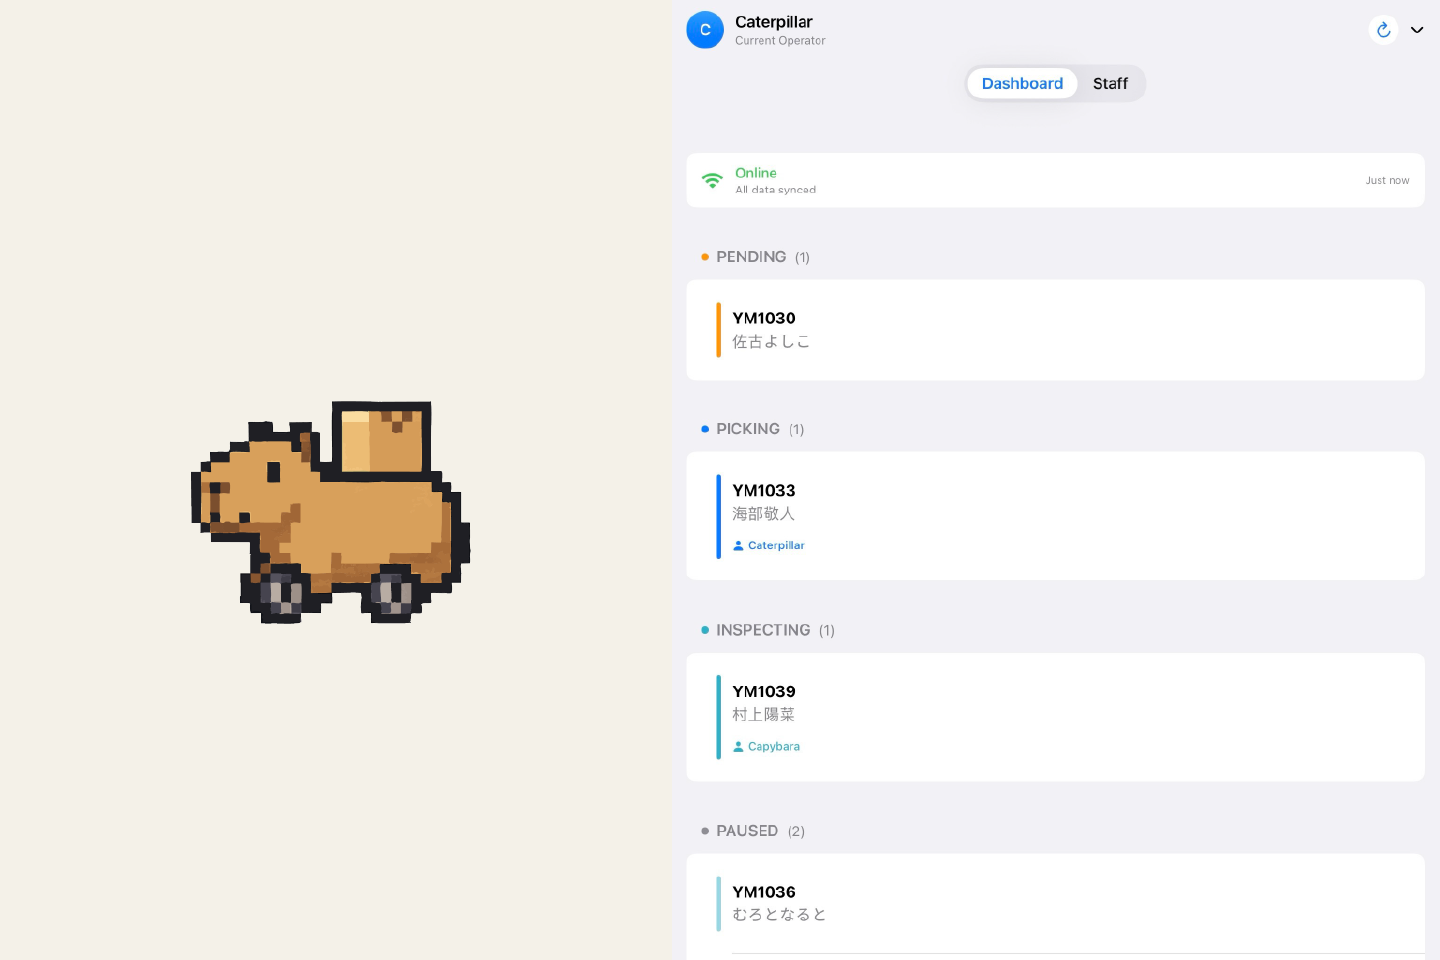 C
Caterpillar
Current Operator
Dashboard
Staff
Online
All data synced
Just now
PENDING (1)
YM1030
佐古よしこ
PICKING (1)
YM1033
海部敬人
Caterpillar
INSPECTING (1)
YM1039
村上陽菜
Capybara
PAUSED (2)
YM1036
むろとなると